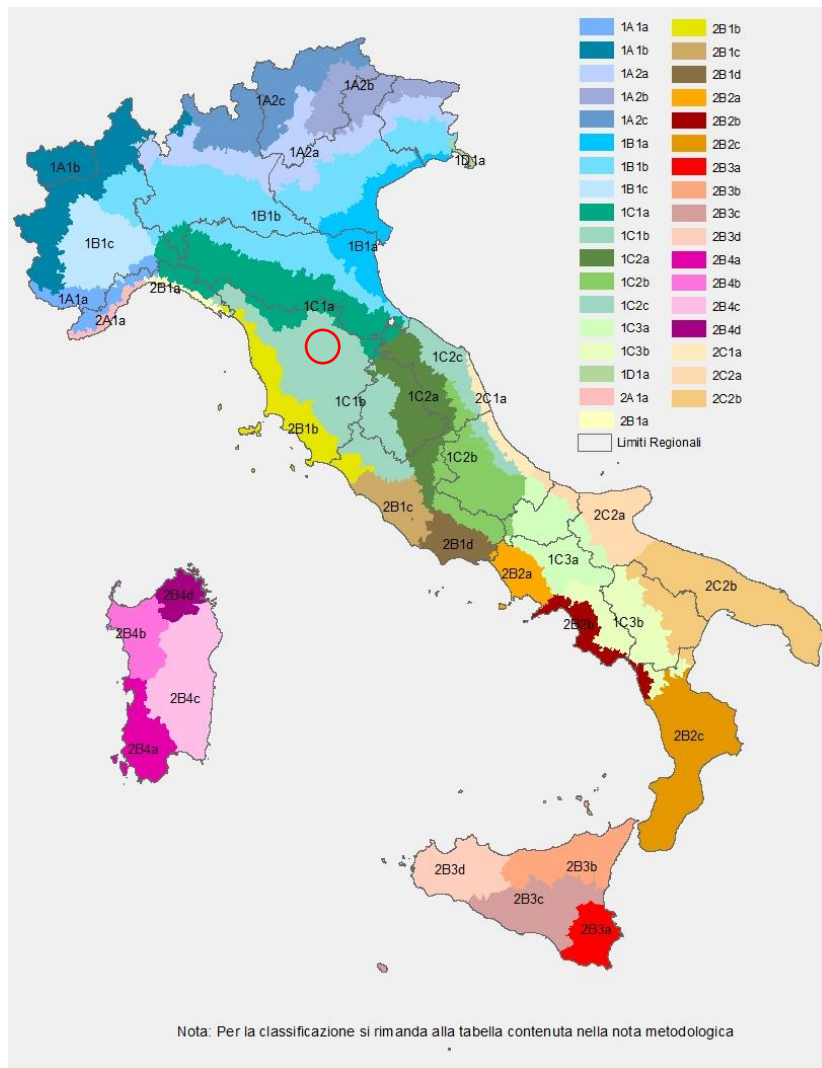 1A1a
1A1b
1A2a
1A2b
1A2c
1B1a
1B1b
1B1c
1C1a
1C1b
1C2a
1C2b
1C2c
1C3a
1C3b
1D1a
2A1a
2B1a
Limiti Regionali
2B1b
2B1c
2B1d
2B2a
2B2b
2B2c
2B3a
2B3b
2B3c
2B3d
2B4a
2B4b
2B4c
2B4d
2C1a
2C2a
2C2b
1A2b
1A2c
1A2a
1D1a
1A1b
1B1b
1B1c
1B1a
1A1a
2B1a
1C1a
2A1a
1C2c
1C2a
2C1a
1C1b
2B1b
1C2b
2B1c
2C2a
2B1d
1C3a
2B2a
2C2b
2B4d
2B2b
1C3b
2B4b
2B4c
2B2c
2B4a
2B3d
2B3b
2B3c
2B3a
Nota: Per la classificazione si rimanda alla tabella contenuta nella nota metodologica